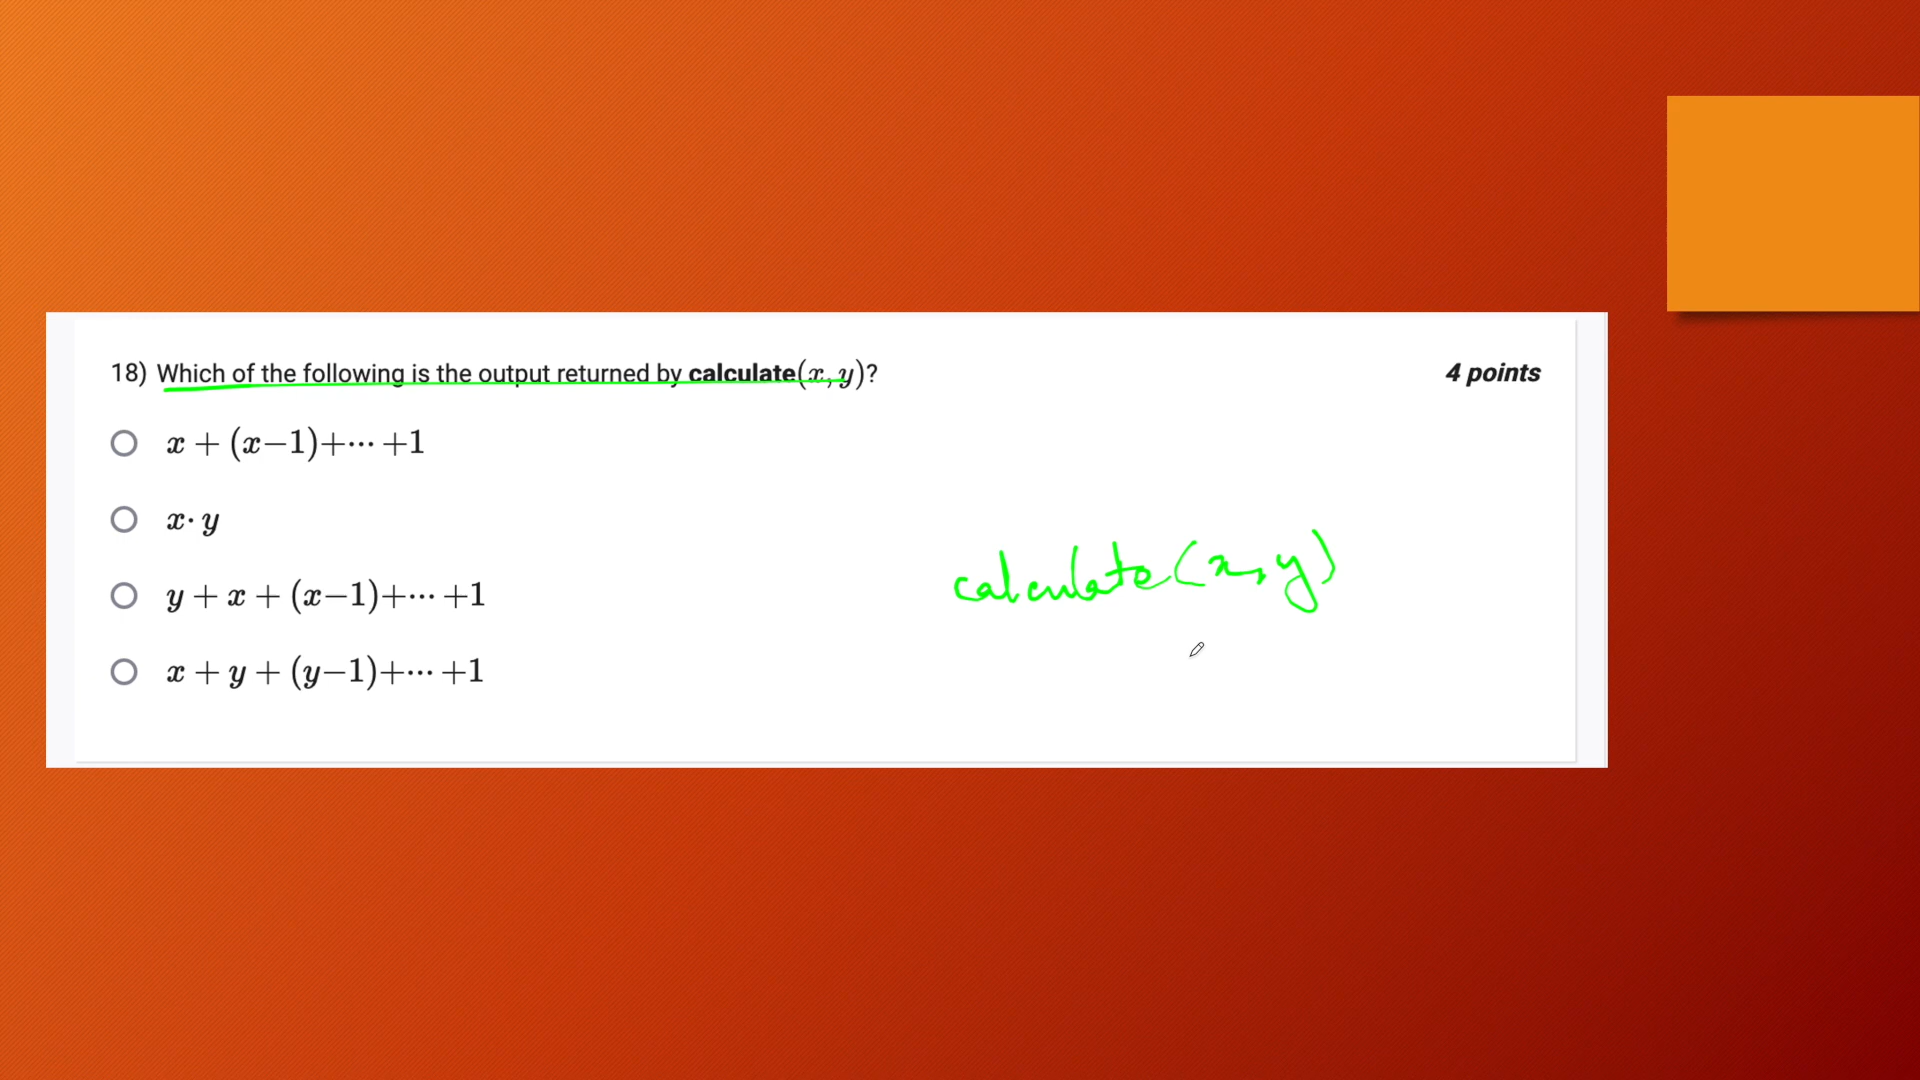 18) Which of the following is the output returned by calculate(x, y)? 4 points
x + (x−1)+⋯ +1
x⋅ y
y + x + (x−1)+⋯ +1
x + y + (y−1)+⋯ +1
calculate(x, y)